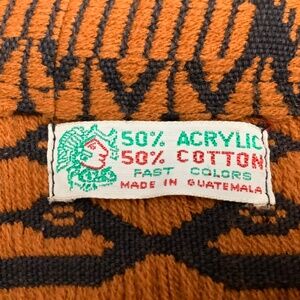 50% ACRYLIC
50% COTTON
FAST COLORS
MADE IN GUATEMALA